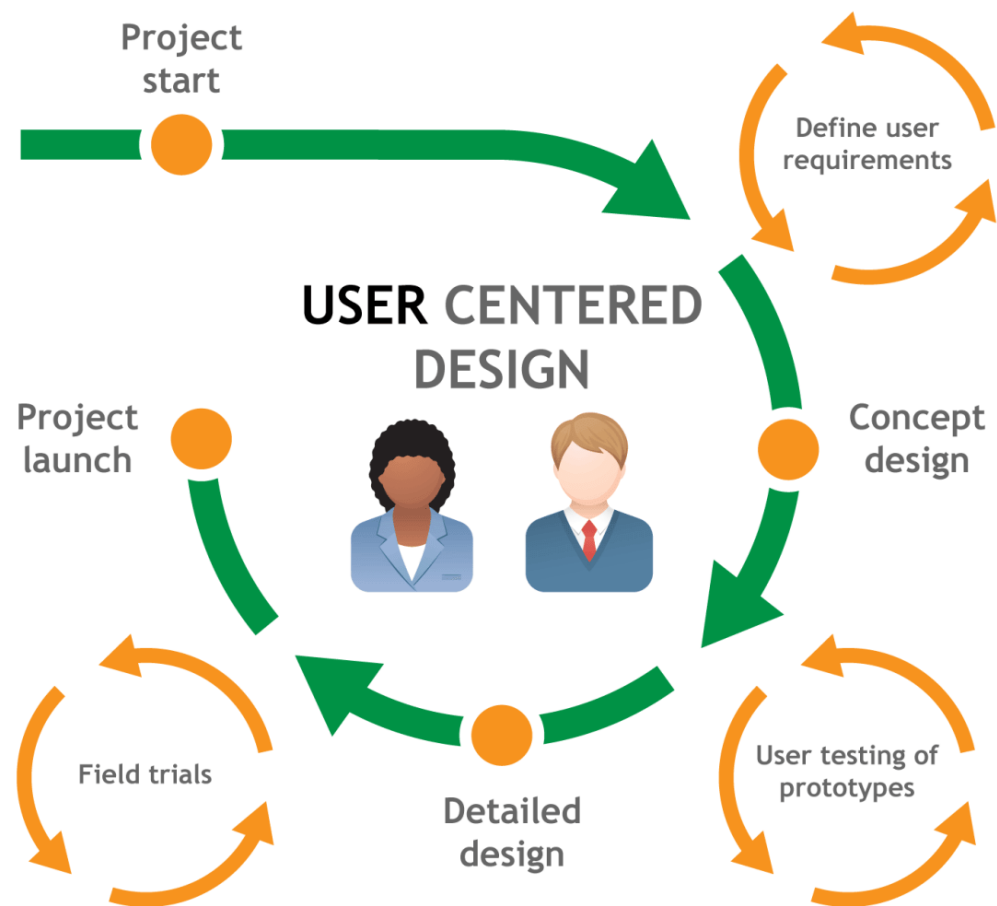 Project
start
Define user
requirements
USER CENTERED
DESIGN
Concept
design
User testing of
prototypes
Detailed
design
Field trials
Project
launch